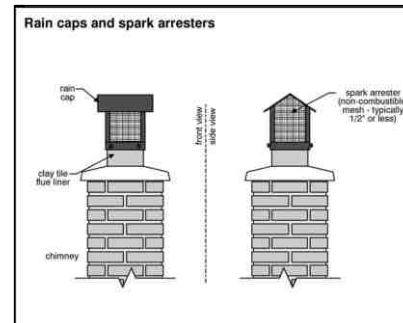 Rain caps and spark arresters
rain
cap
clay tile
flue liner
chimney
front view
side view
spark arrester
(non-combustible
mesh - typically
1/2" or less)